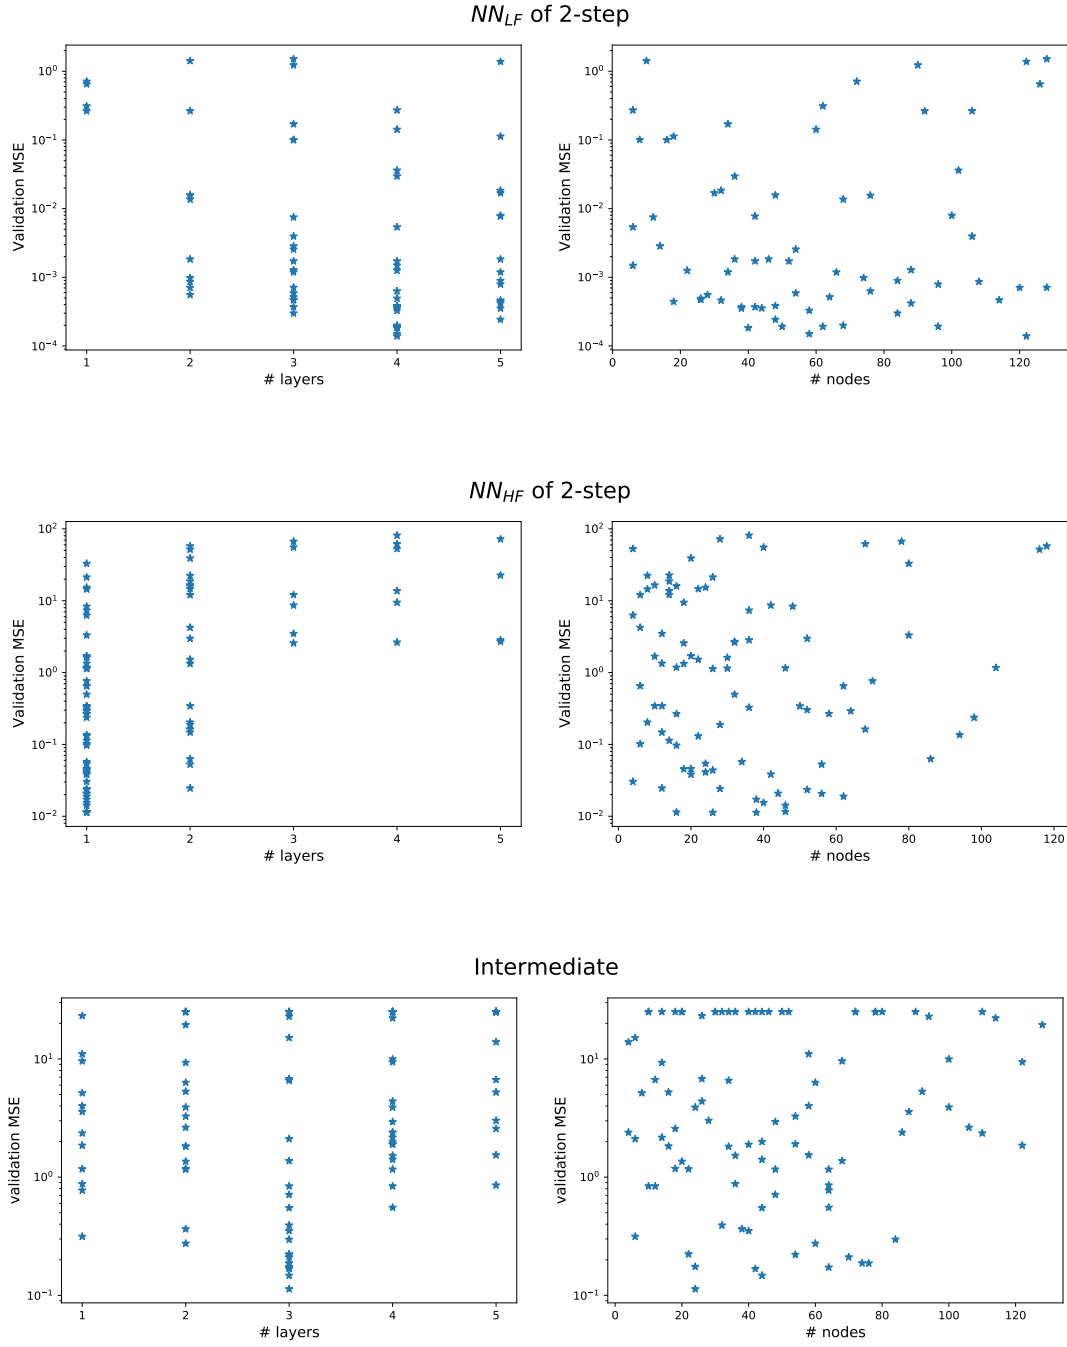 NN_LF of 2-step
Validation MSE
10^0
10^-1
10^-2
10^-3
10^-4
1 2 3 4 5
# layers
Validation MSE
10^0
10^-1
10^-2
10^-3
10^-4
0 20 40 60 80 100 120
# nodes
NN_HF of 2-step
Validation MSE
10^2
10^1
10^0
10^-1
10^-2
1 2 3 4 5
# layers
Validation MSE
10^2
10^1
10^0
10^-1
10^-2
0 20 40 60 80 100 120
# nodes
Intermediate
validation MSE
10^1
10^0
10^-1
1 2 3 4 5
# layers
validation MSE
10^1
10^0
10^-1
0 20 40 60 80 100 120
# nodes